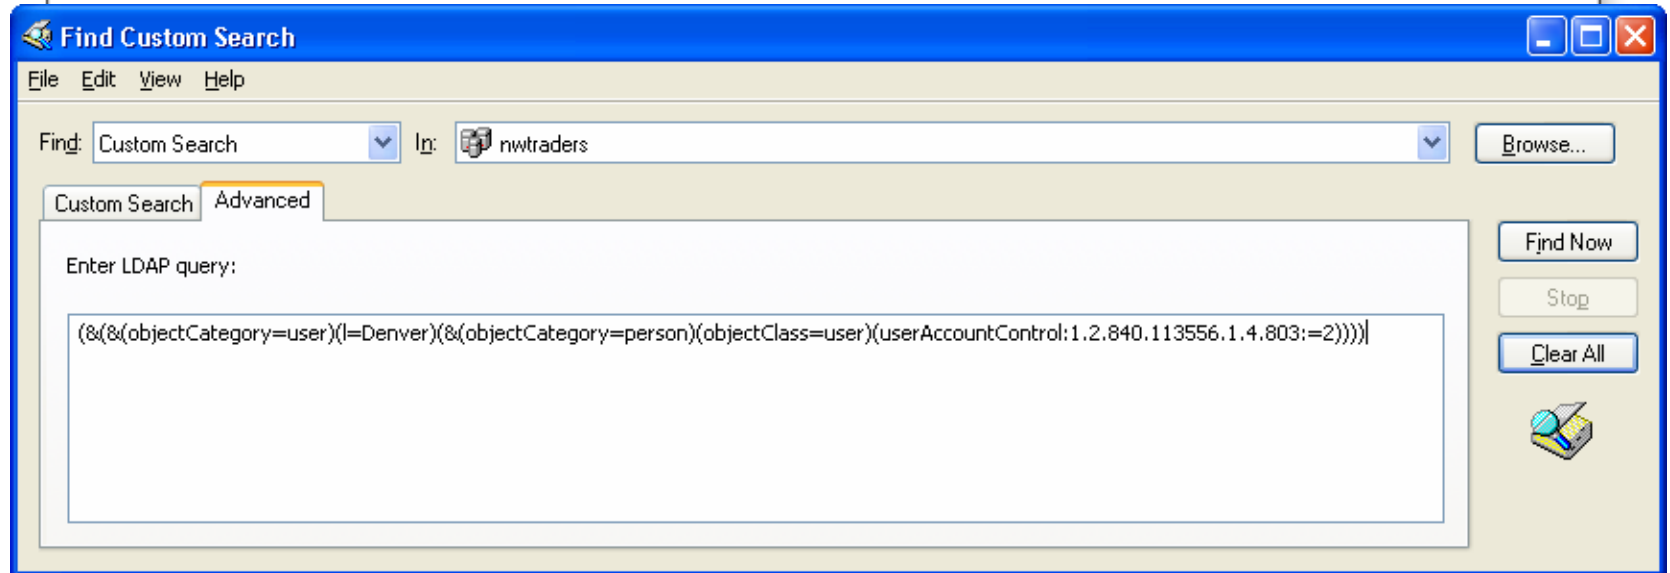 Find Custom Search
File Edit View Help
Find: Custom Search In: nwtraders Browse...
Custom Search Advanced
Find Now
Enter LDAP query:
Stop
(&(&(objectCategory=user)(l=Denver)(&(objectCategory=person)(objectClass=user)(userAccountControl:1.2.840.113556.1.4.803:=2))))
Clear All